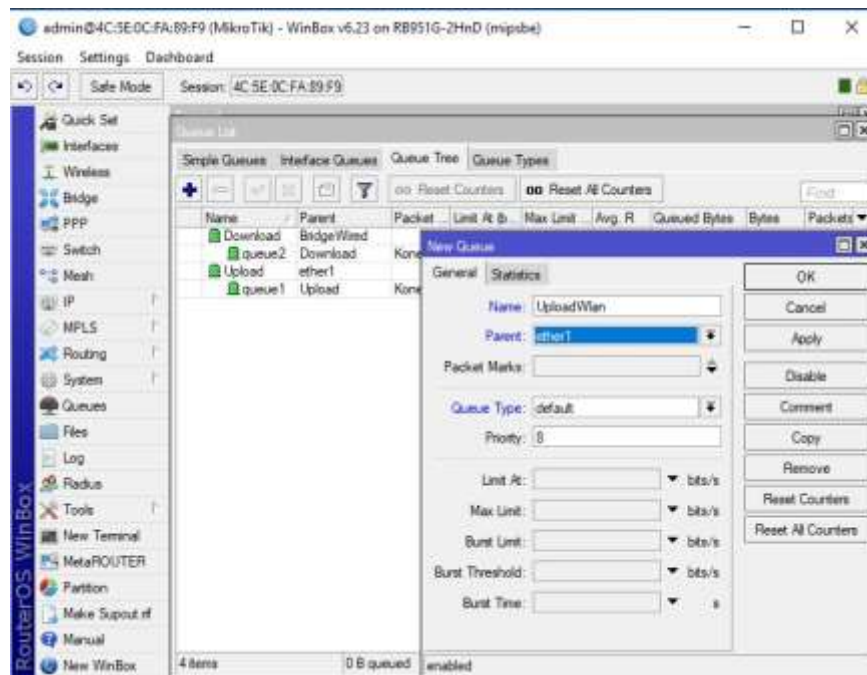 admin@4C:5E:0C:FA:89:F9 (MikroTik) - WinBox v6.23 on RB951G-2HnD (mipsbe)
Session Settings Dashboard
Safe Mode Session: 4C:5E:0C:FA:89:F9
Quick Set
Interfaces
Wireless
Bridge
PPP
Switch
Mesh
IP
MPLS
Routing
System
Queues
Files
Log
Radius
Tools
New Terminal
MetaROUTER
Partition
Make Supout.rif
Manual
New WinBox
RouterOS WinBox
Queue List
Simple Queues Interface Queues Queue Tree Queue Types
00 Reset Counters 00 Reset All Counters Find
Name Parent Packet ... Limit At (b... Max Limit ... Avg. R... Queued Bytes Bytes Packets
Download BridgeWired
queue2 Download Kone
Upload ether1
queue1 Upload Kone
4 items 0 B queued
New Queue
General Statistics
Name: UploadWlan
Parent: ether1
Packet Marks:
Queue Type: default
Priority: 8
Limit At: bits/s
Max Limit: bits/s
Burst Limit: bits/s
Burst Threshold: bits/s
Burst Time: s
OK
Cancel
Apply
Disable
Comment
Copy
Remove
Reset Counters
Reset All Counters
enabled